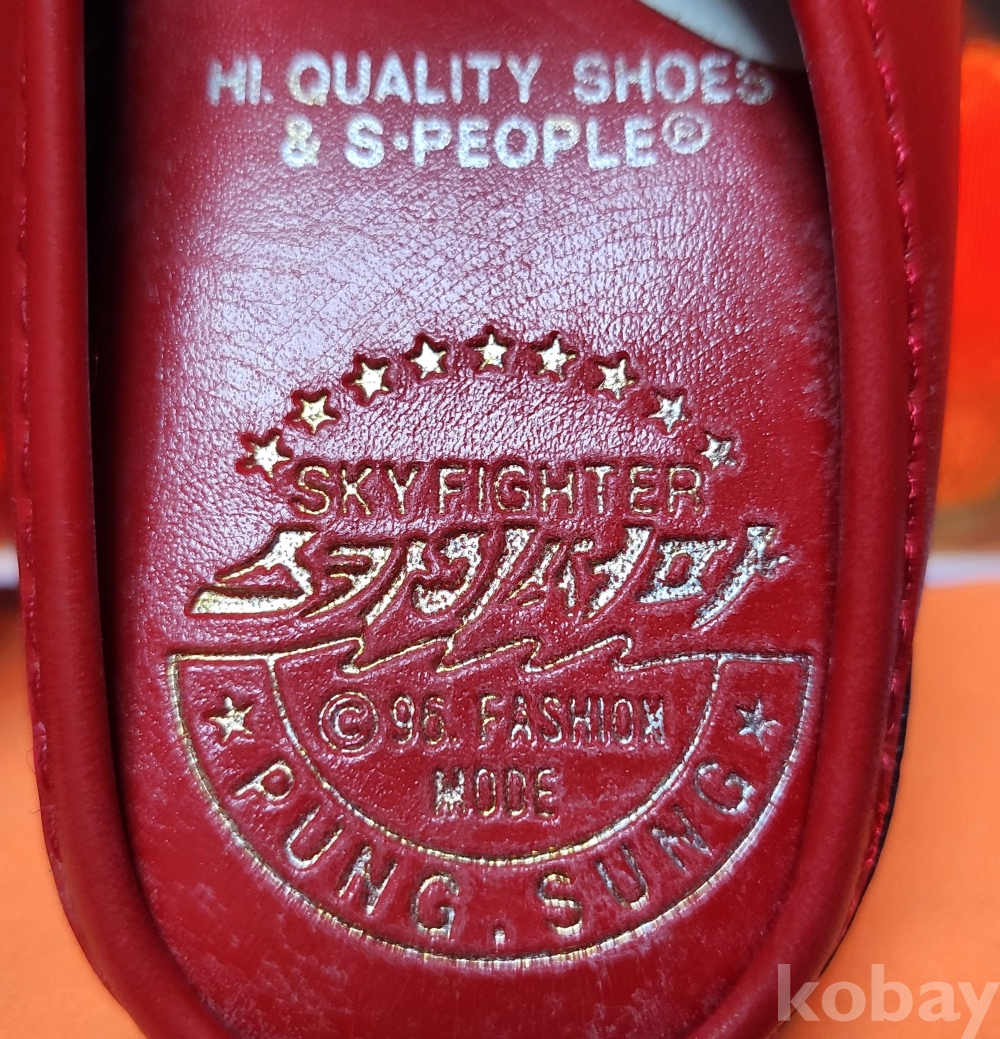 HI. QUALITY SHOES
& S·PEOPLE®
SKY FIGHTER
© 96. FASHION
MODE
PUNG. SUNG
kobay